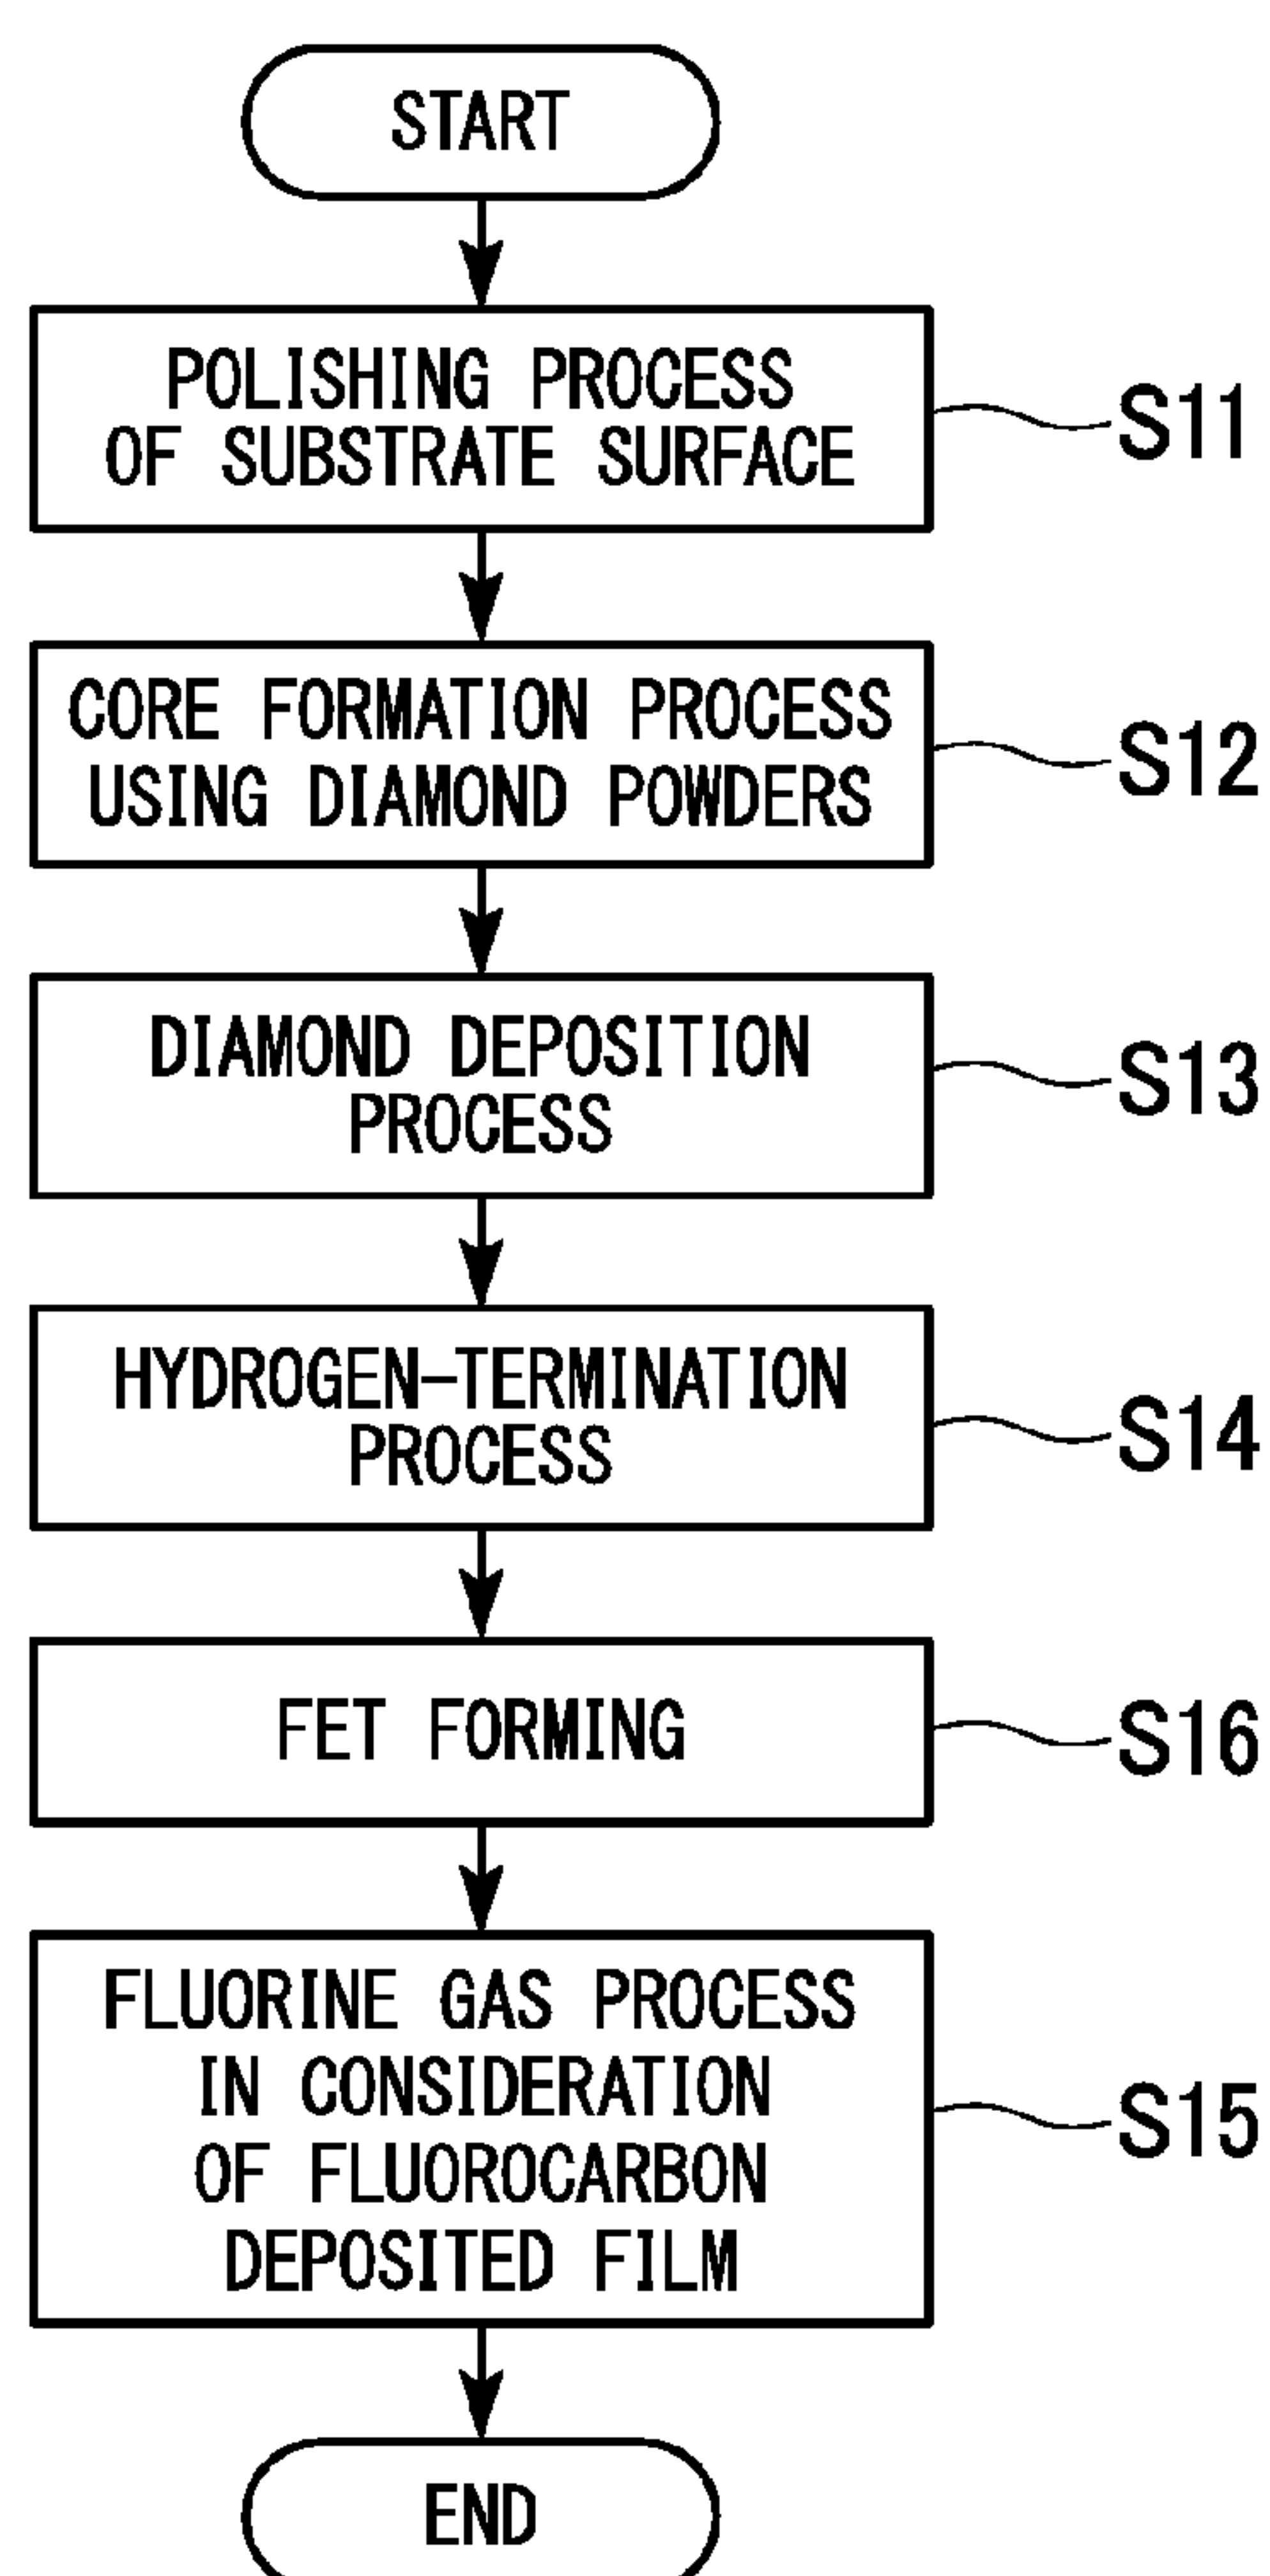 START
POLISHING PROCESS
OF SUBSTRATE SURFACE
S11
CORE FORMATION PROCESS
USING DIAMOND POWDERS
S12
DIAMOND DEPOSITION
PROCESS
S13
HYDROGEN-TERMINATION
PROCESS
S14
FET FORMING
S16
FLUORINE GAS PROCESS
IN CONSIDERATION
OF FLUOROCARBON
DEPOSITED FILM
S15
END